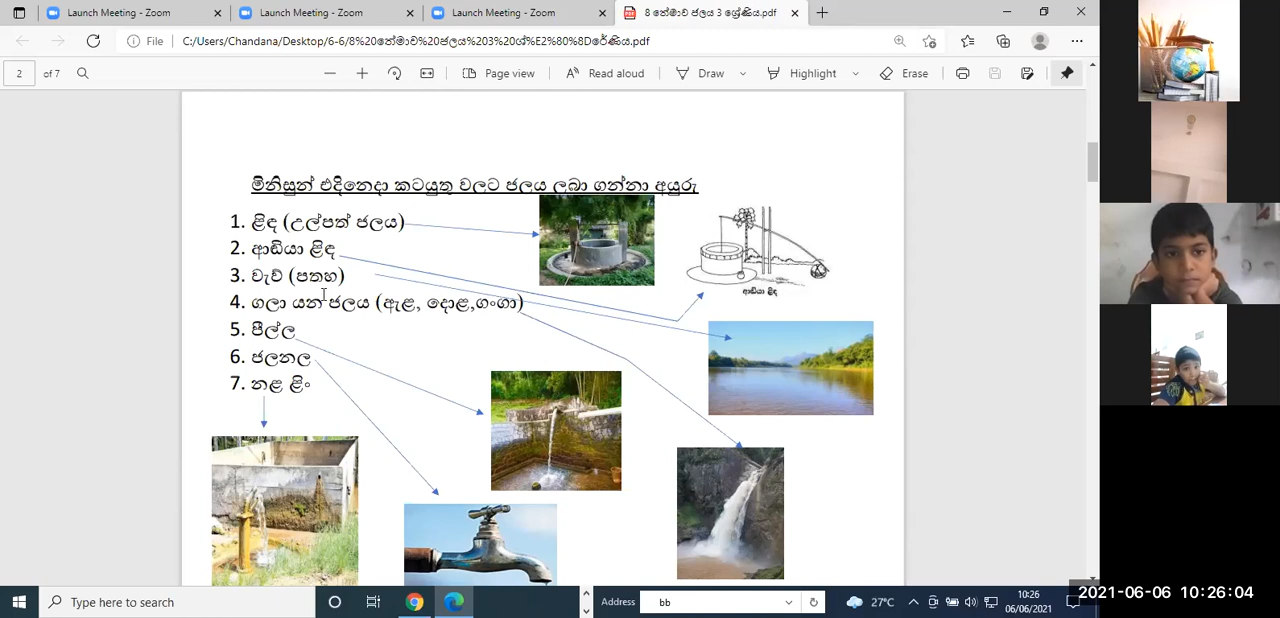 Launch Meeting - Zoom
Launch Meeting - Zoom
Launch Meeting - Zoom
8 තේමාව ජලය 3 ශ්‍රේණිය.pdf
File
C:/Users/Chandana/Desktop/6-6/8%20තේමාව%20ජලය%203%20ශ්%E2%80%8Dරේණිය.pdf
2 of 7
Page view
Read aloud
Draw
Highlight
Erase
මිනිසුන් එදිනෙදා කටයුතු වලට ජලය ලබා ගන්නා අයුරු
1. ළිඳ (උල්පත් ජලය)
2. ආඩියා ළිඳ
3. වැව් (පතහ)
4. ගලා යන ජලය (ඇළ, දොළ,ගංගා)
5. පීල්ල
6. ජලනල
7. නළ ළිං
ආඩියා ළිඳ
Type here to search
Address
bb
27°C
10:26
06/06/2021
2021-06-06 10:26:04